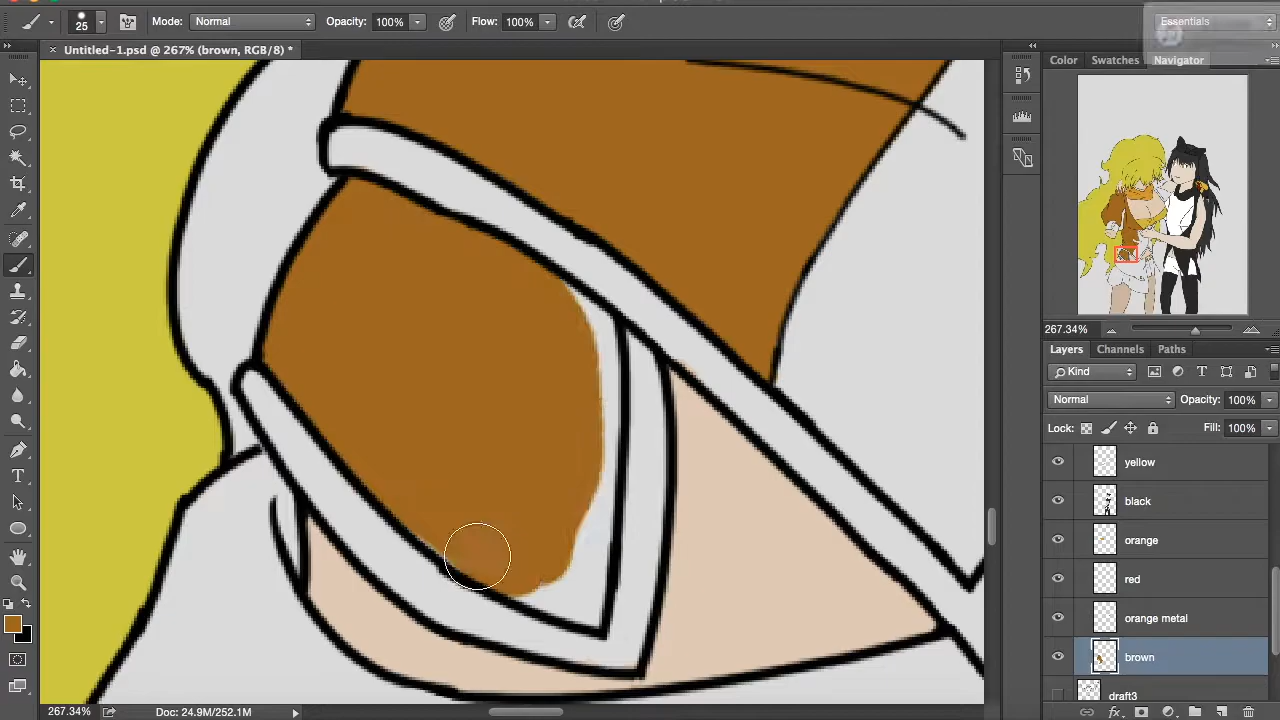 25 Mode: Normal Opacity: 100% Flow: 100% Essentials
× Untitled-1.psd @ 267% (brown, RGB/8) *
Color Swatches Navigator
267.34%
Layers Channels Paths
Kind
Normal Opacity: 100%
Lock: Fill: 100%
yellow
black
orange
red
orange metal
brown
draft3
267.34% Doc: 24.9M/252.1M
fx